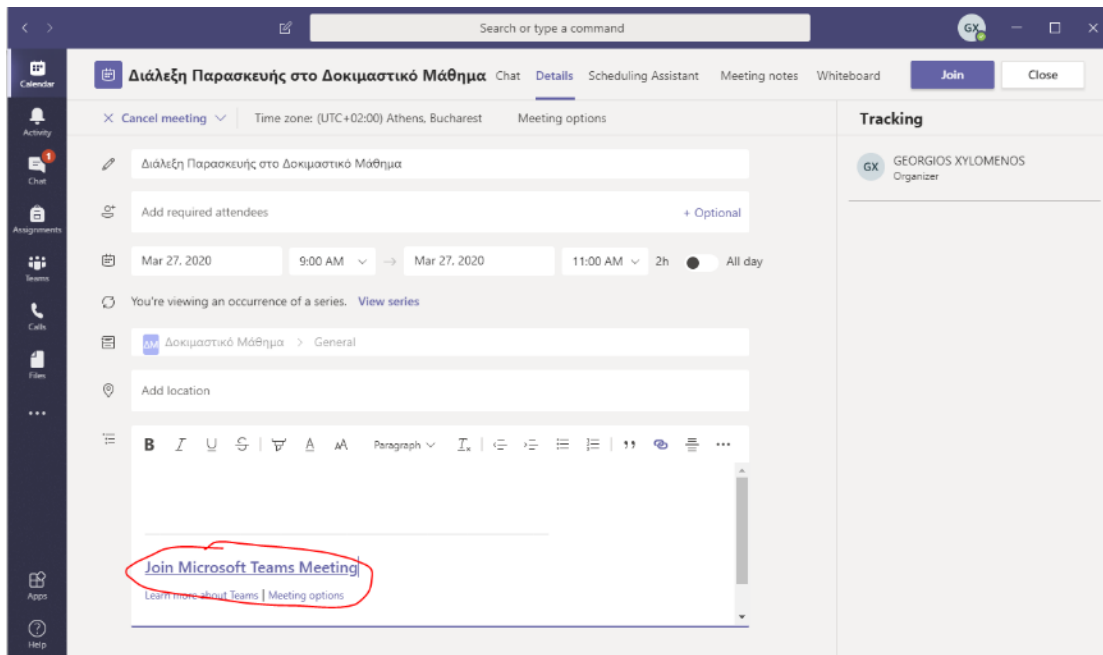 Search or type a command
GX
Calendar
Activity
1
Chat
Assignments
Teams
Calls
Files
Apps
Help
Διάλεξη Παρασκευής στο Δοκιμαστικό Μάθημα Chat Details Scheduling Assistant Meeting notes Whiteboard Join Close
Cancel meeting Time zone: (UTC+02:00) Athens, Bucharest Meeting options
Διάλεξη Παρασκευής στο Δοκιμαστικό Μάθημα
Add required attendees + Optional
Mar 27, 2020 9:00 AM → Mar 27, 2020 11:00 AM 2h All day
You're viewing an occurrence of a series. View series
ΔΜ Δοκιμαστικό Μάθημα > General
Add location
B I U S A AA Paragraph
Join Microsoft Teams Meeting
Learn more about Teams | Meeting options
Tracking
GX GEORGIOS XYLOMENOS
Organizer